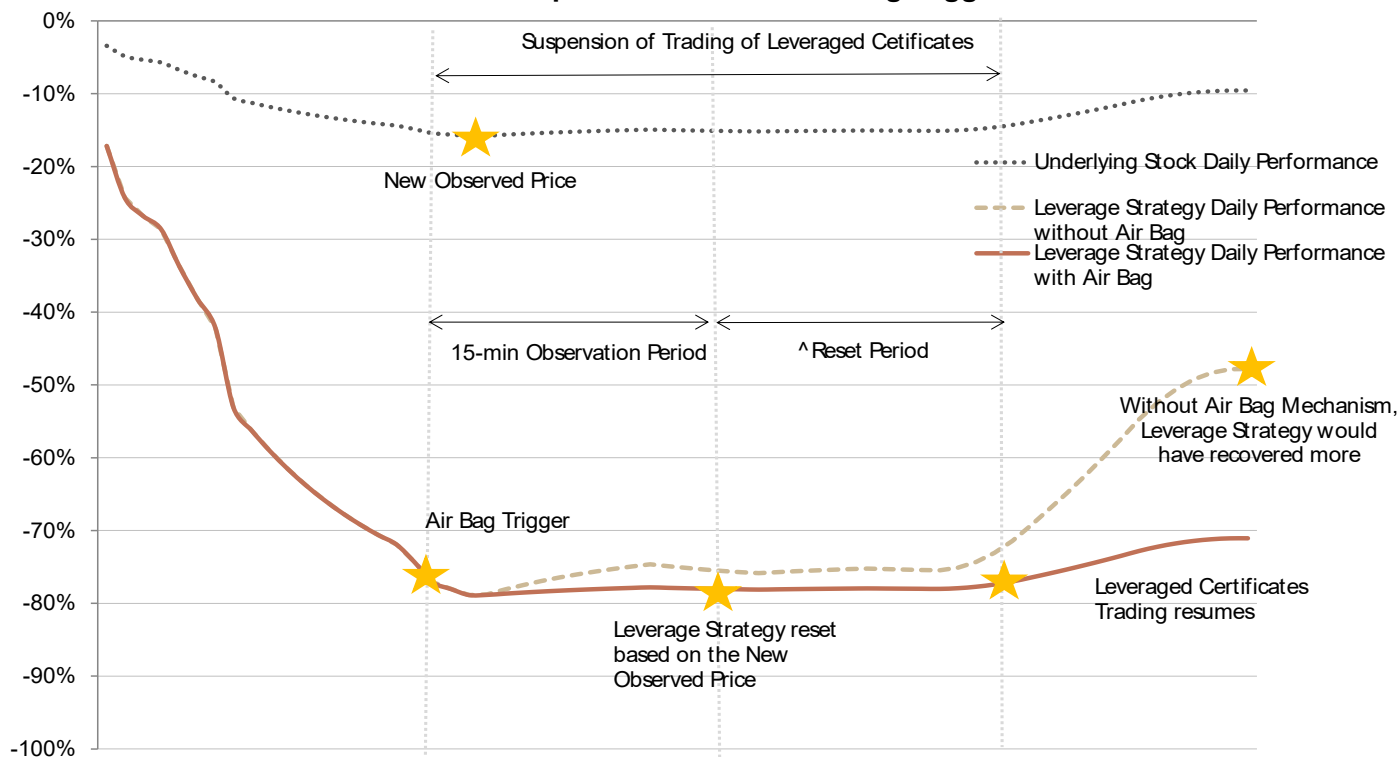 0%
-10%
-20%
-30%
-40%
-50%
-60%
-70%
-80%
-90%
-100%
Suspension of Trading of Leveraged Cetificates
New Observed Price
Underlying Stock Daily Performance
Leverage Strategy Daily Performance
without Air Bag
Leverage Strategy Daily Performance
with Air Bag
15-min Observation Period
^Reset Period
Without Air Bag Mechanism,
Leverage Strategy would
have recovered more
Air Bag Trigger
Leveraged Certificates
Trading resumes
Leverage Strategy reset
based on the New
Observed Price